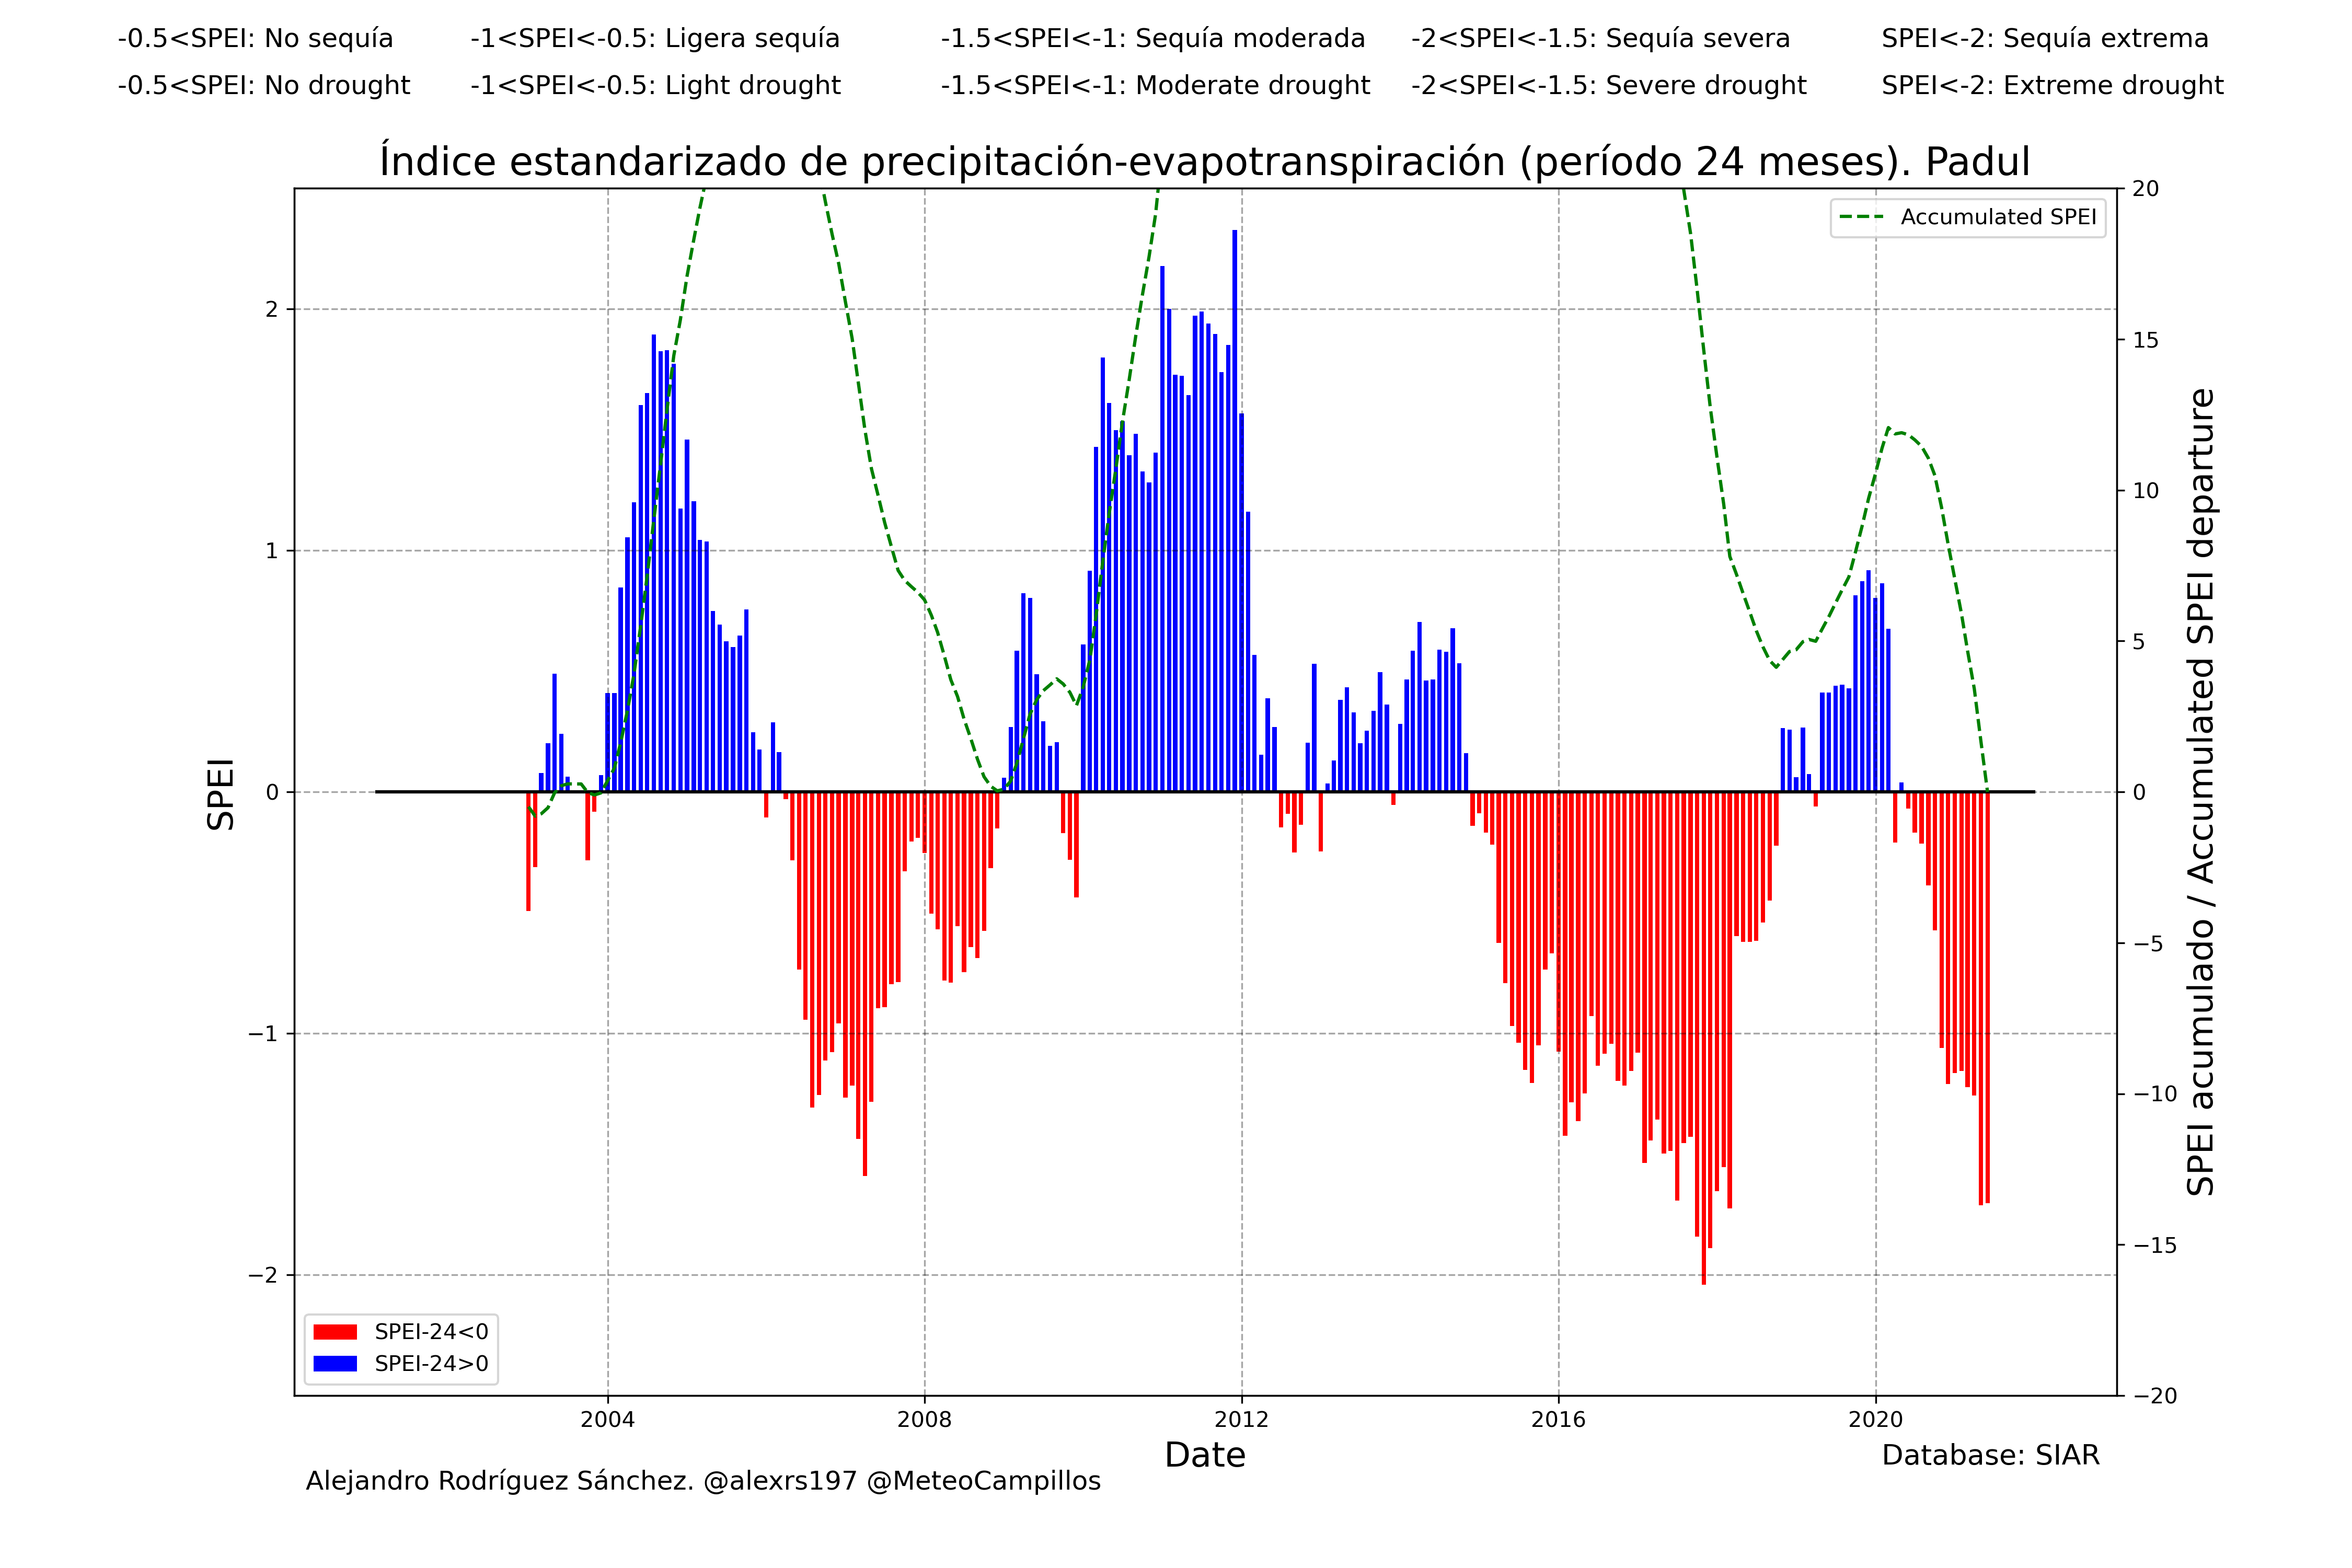 -0.5<SPEI: No sequía
-1<SPEI<-0.5: Ligera sequía
-1.5<SPEI<-1: Sequía moderada
-2<SPEI<-1.5: Sequía severa
SPEI<-2: Sequía extrema
-0.5<SPEI: No drought
-1<SPEI<-0.5: Light drought
-1.5<SPEI<-1: Moderate drought
-2<SPEI<-1.5: Severe drought
SPEI<-2: Extreme drought
Índice estandarizado de precipitación-evapotranspiración (período 24 meses). Padul
Accumulated SPEI
SPEI
2
1
0
−1
−2
20
15
10
5
0
−5
−10
−15
−20
SPEI acumulado / Accumulated SPEI departure
SPEI-24<0
SPEI-24>0
2004
2008
2012
2016
2020
Date
Database: SIAR
Alejandro Rodríguez Sánchez. @alexrs197 @MeteoCampillos